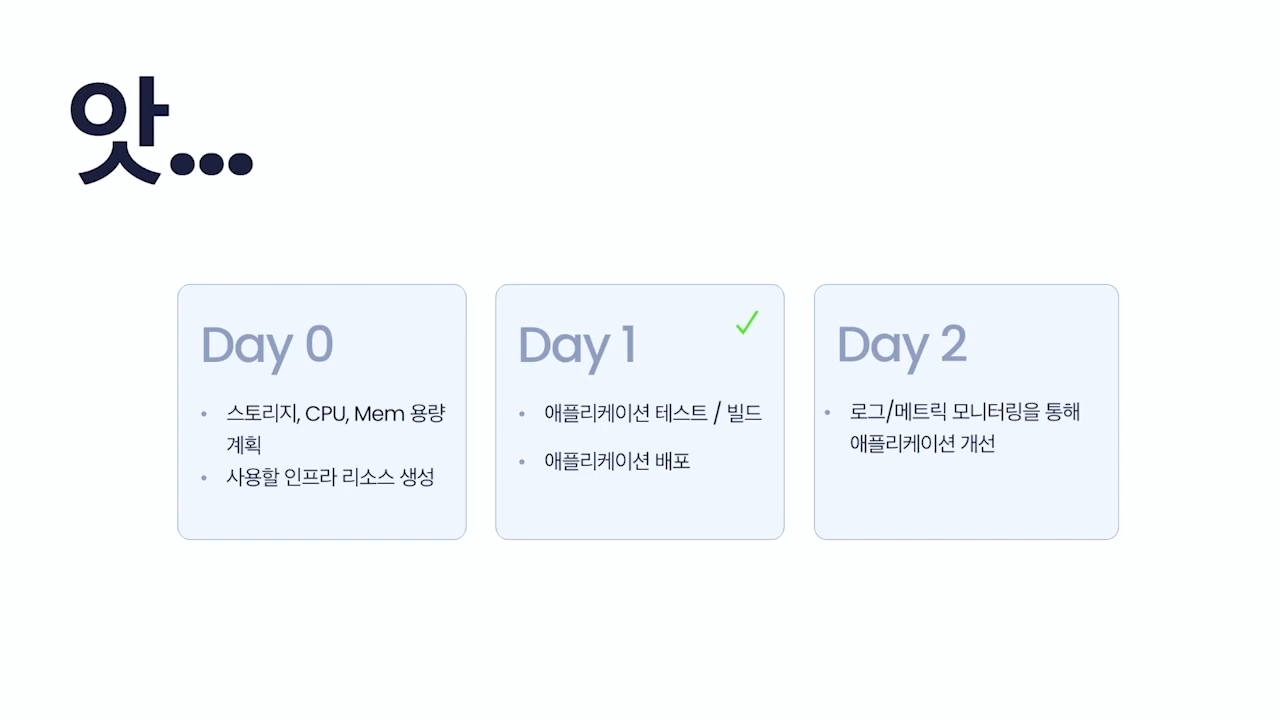 앗...
Day 0
• 스토리지, CPU, Mem 용량
계획
• 사용할 인프라 리소스 생성
Day 1
• 애플리케이션 테스트 / 빌드
• 애플리케이션 배포
Day 2
• 로그/메트릭 모니터링을 통해
애플리케이션 개선